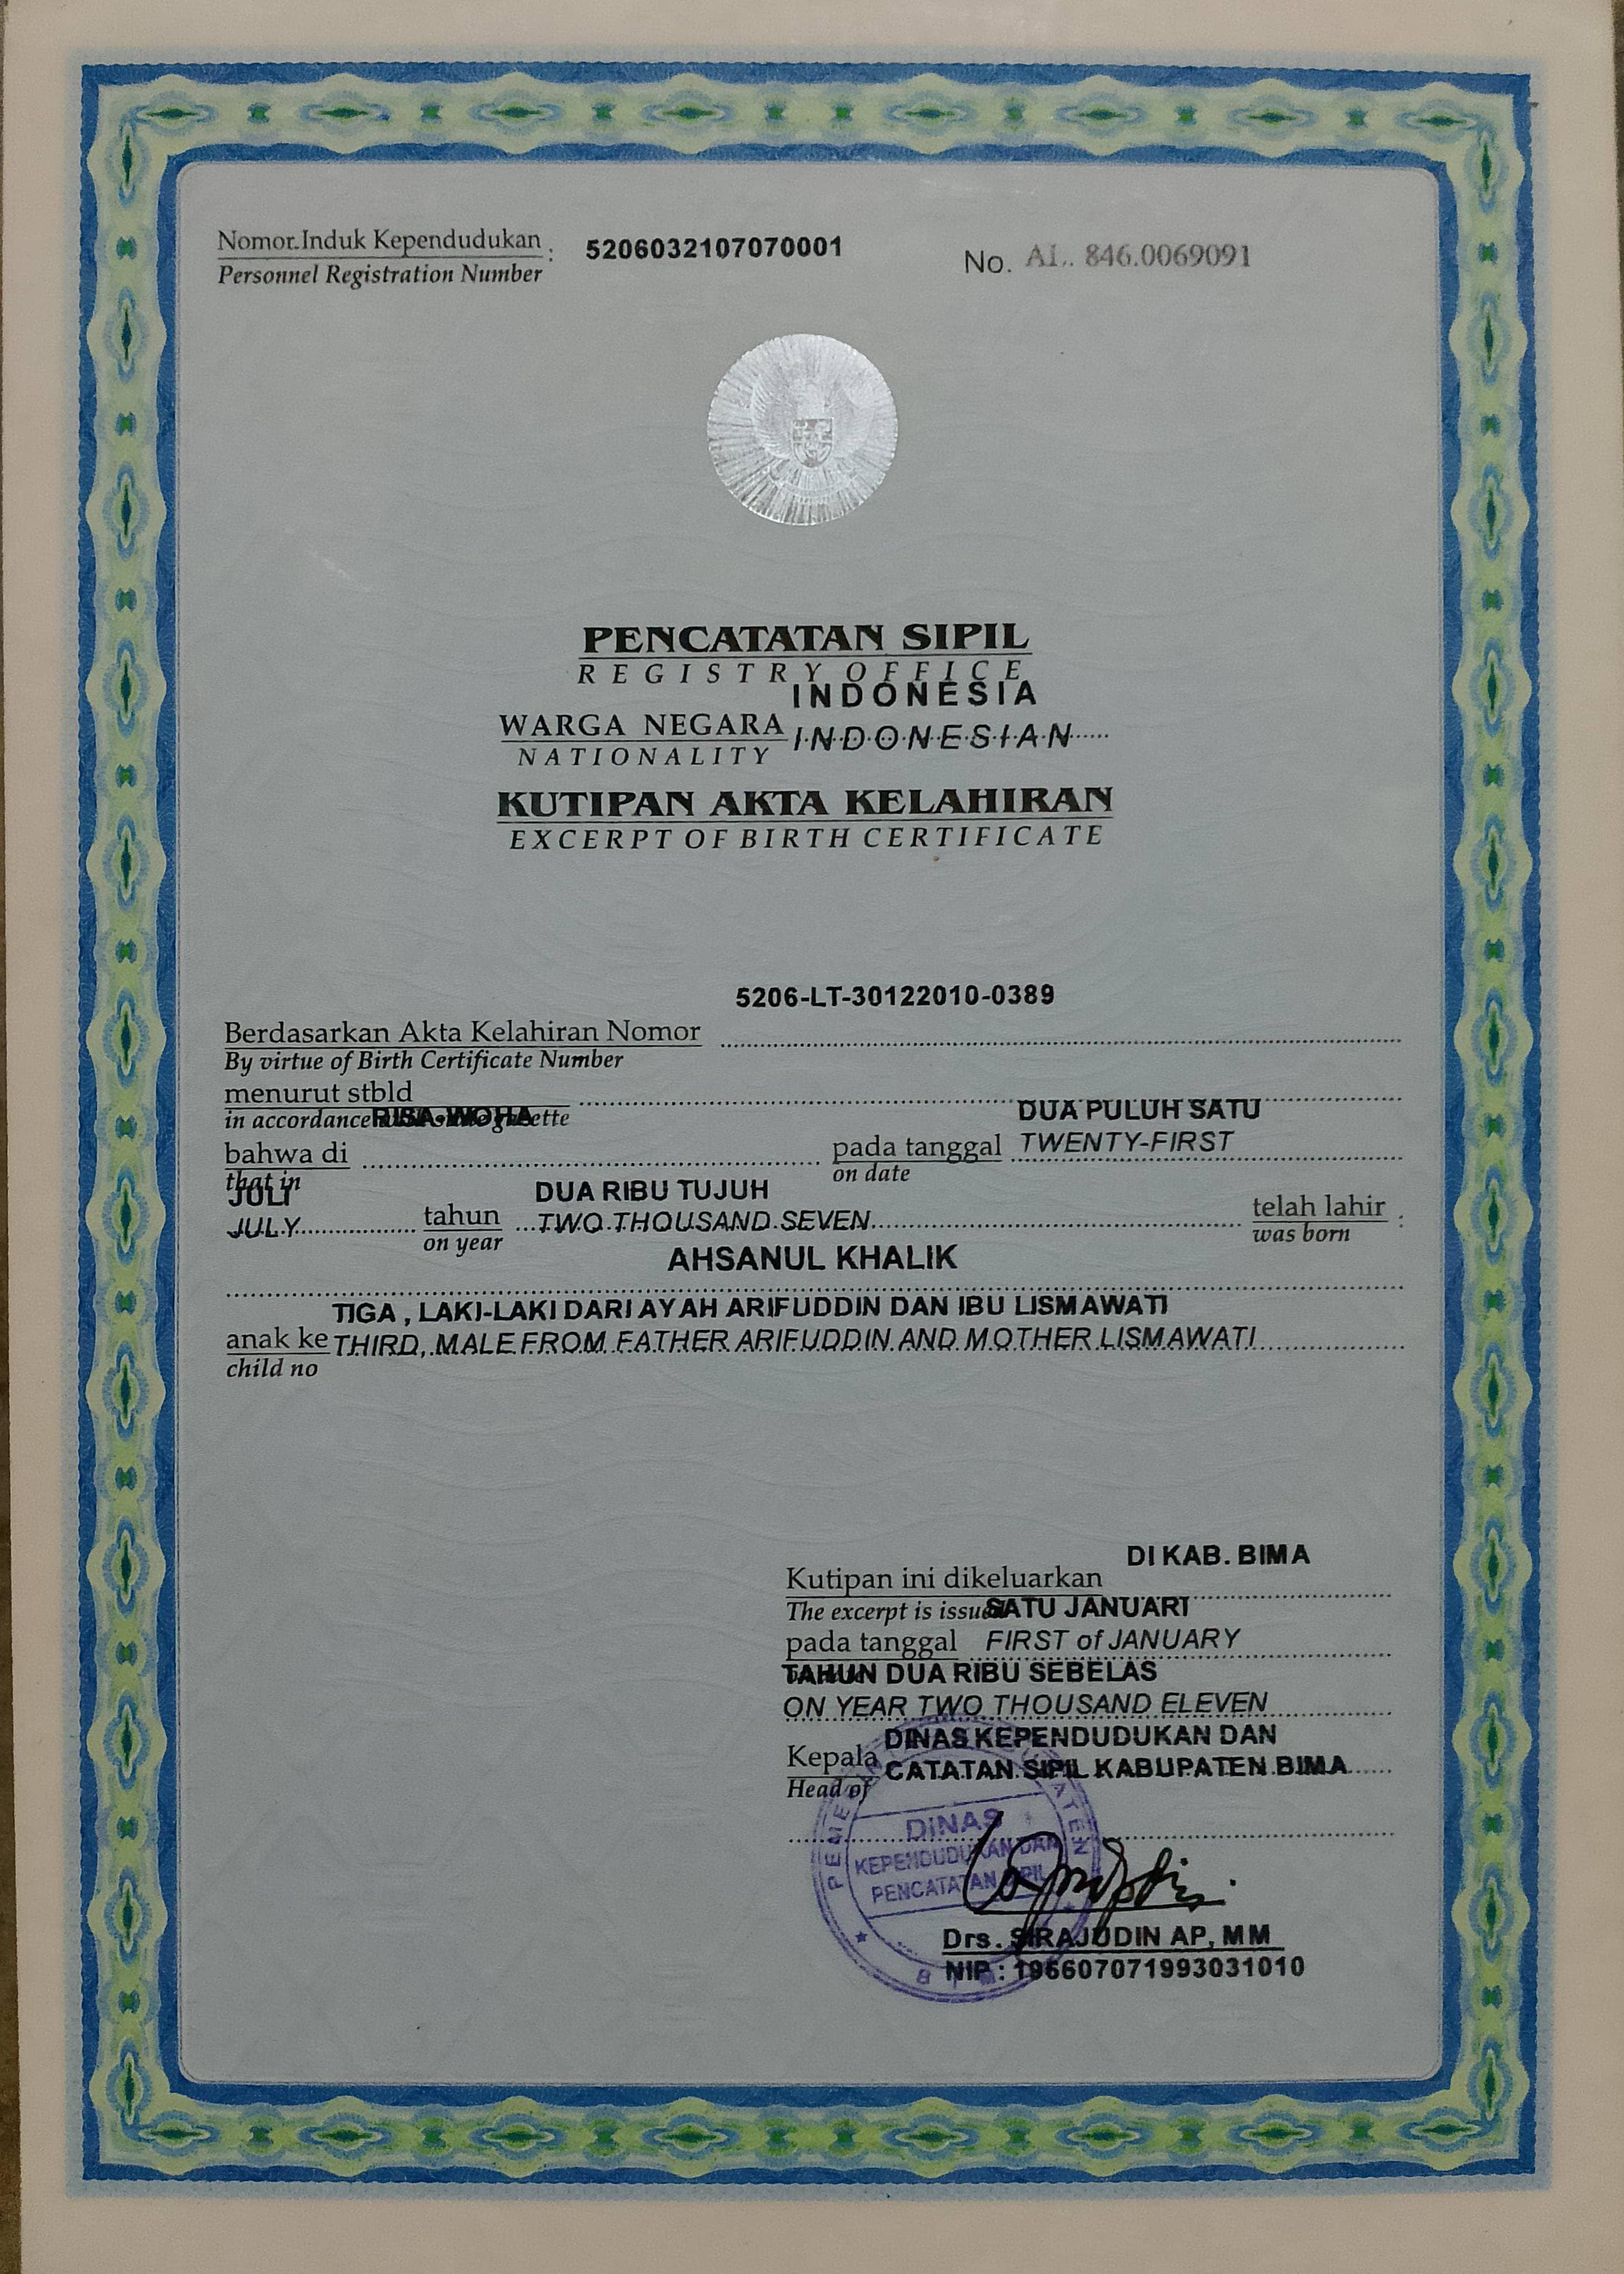 Nomor Induk Kependudukan : 5206032107070001 No. AL. 846.0069091
Personnel Registration Number
PENCATATAN SIPIL
REGISTRY OFFICE
INDONESIA
WARGA NEGARA INDONESIAN
NATIONALITY
KUTIPAN AKTA KELAHIRAN
EXCERPT OF BIRTH CERTIFICATE
5206-LT-30122010-0389
Berdasarkan Akta Kelahiran Nomor
By virtue of Birth Certificate Number
menurut stbld
in accordance
RISA-WOHA DUA PULUH SATU
bahwa di pada tanggal TWENTY-FIRST
that in on date
JULI DUA RIBU TUJUH
JULY tahun TWO THOUSAND SEVEN telah lahir :
on year was born
AHSANUL KHALIK
TIGA , LAKI-LAKI DARI AYAH ARIFUDDIN DAN IBU LISMAWATI
anak ke THIRD, MALE FROM FATHER ARIFUDDIN AND MOTHER LISMAWATI
child no
DI KAB. BIMA
Kutipan ini dikeluarkan
The excerpt is issued SATU JANUARI
pada tanggal FIRST of JANUARY
TAHUN DUA RIBU SEBELAS
ON YEAR TWO THOUSAND ELEVEN
DINAS KEPENDUDUKAN DAN
Kepala CATATAN SIPIL KABUPATEN BIMA
Head of
DINAS
KEPENDUDUKAN DAN
PENCATATAN SIPIL
Drs. SIRAJUDIN AP, MM
NIP : 196607071993031010